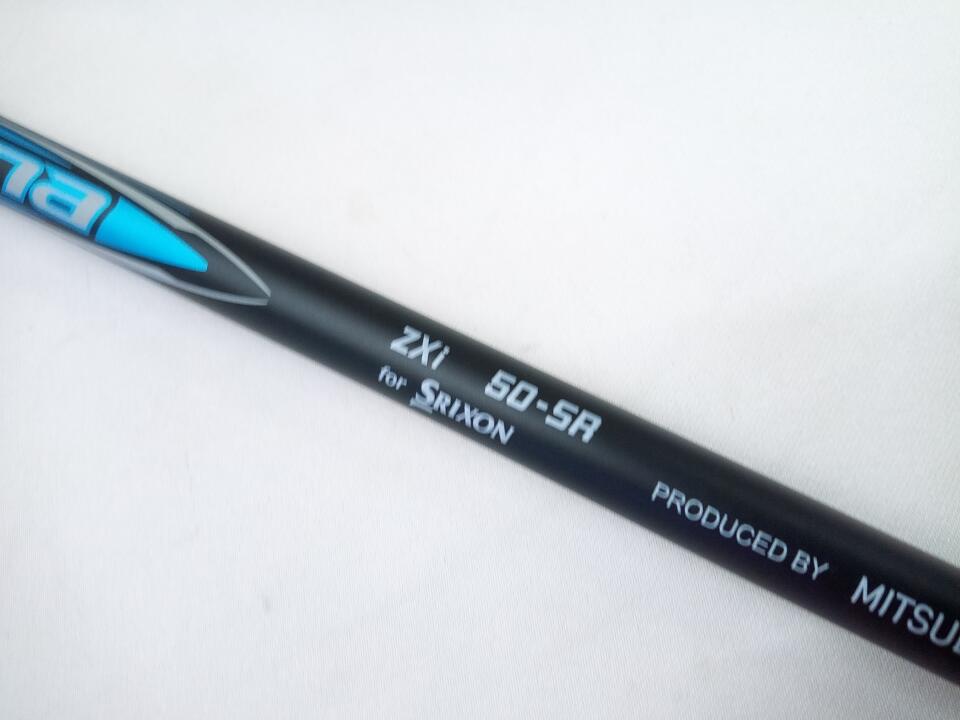 ZXi 50-SR
for SRIXON
PRODUCED BY